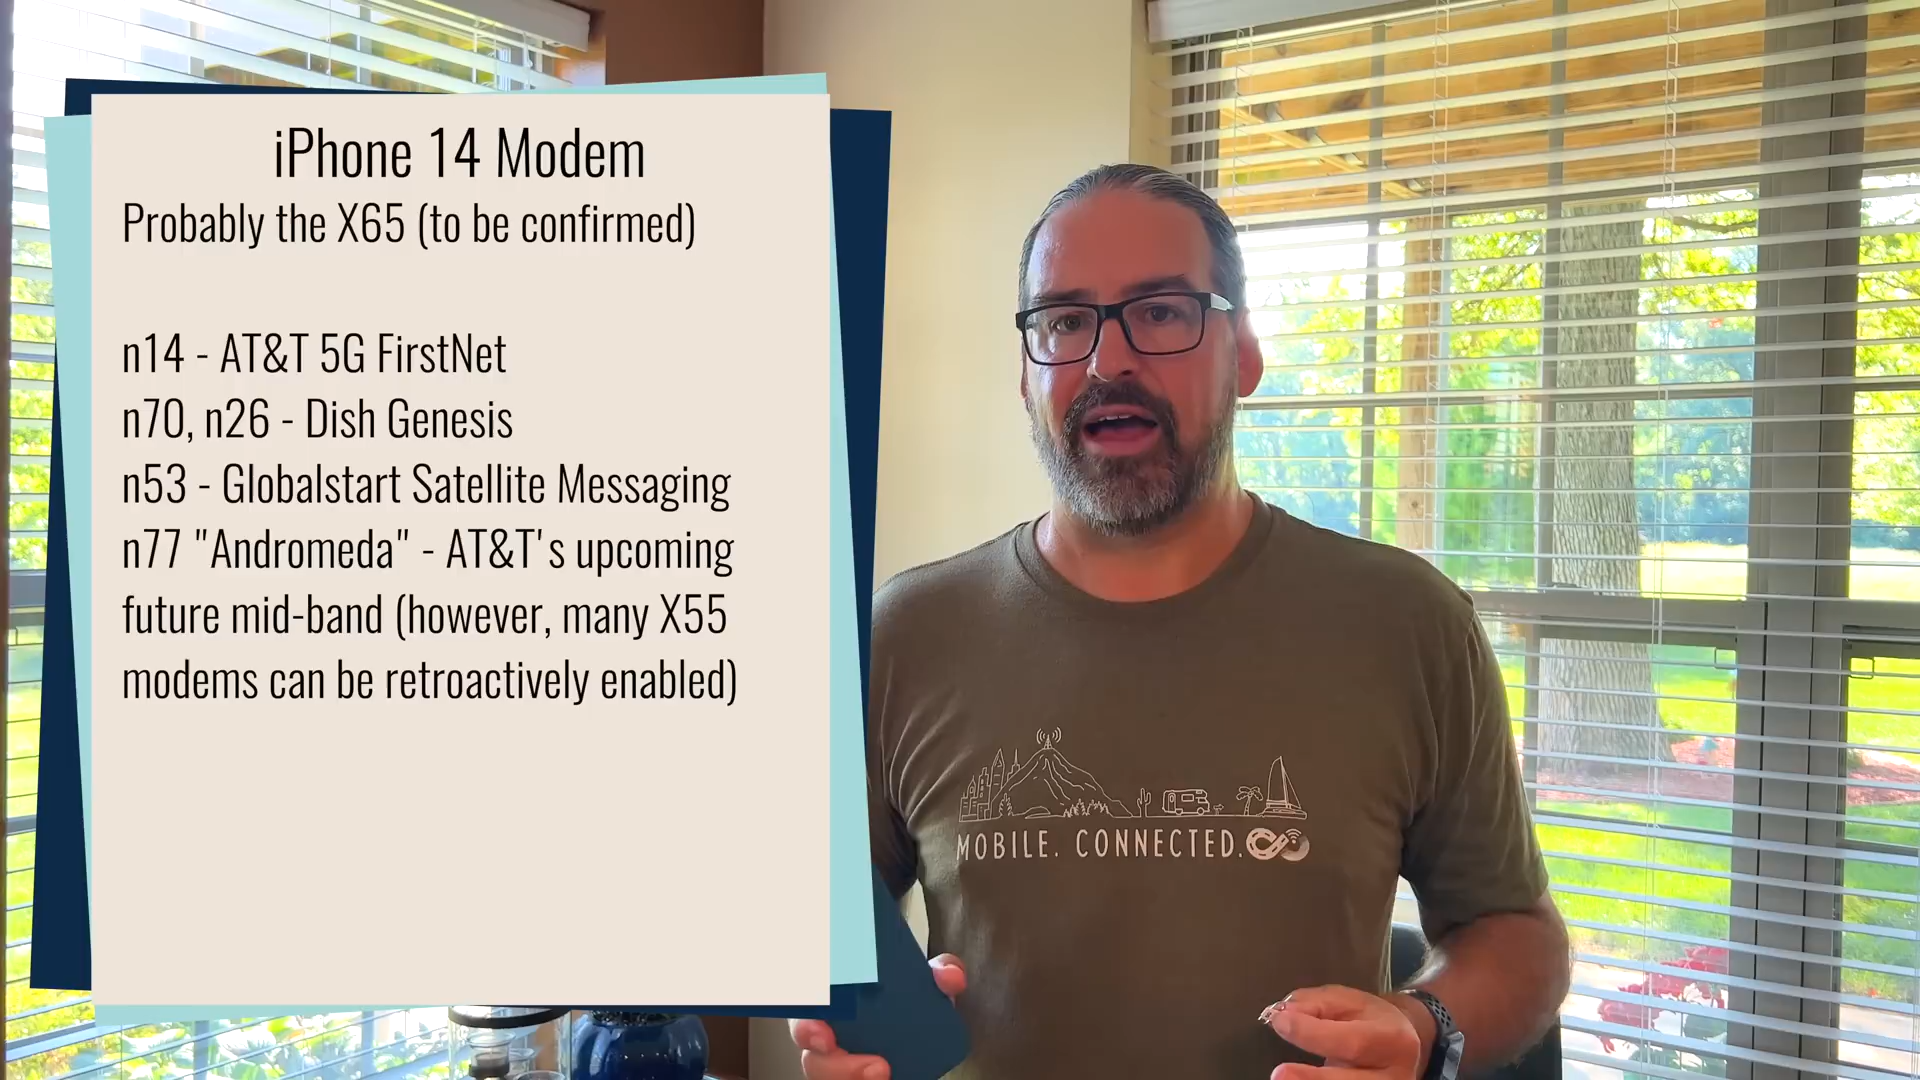 iPhone 14 Modem
Probably the X65 (to be confirmed)
n14 - AT&T 5G FirstNet
n70, n26 - Dish Genesis
n53 - Globalstart Satellite Messaging
n77 "Andromeda" - AT&T's upcoming
future mid-band (however, many X55
modems can be retroactively enabled)
MOBILE. CONNECTED.